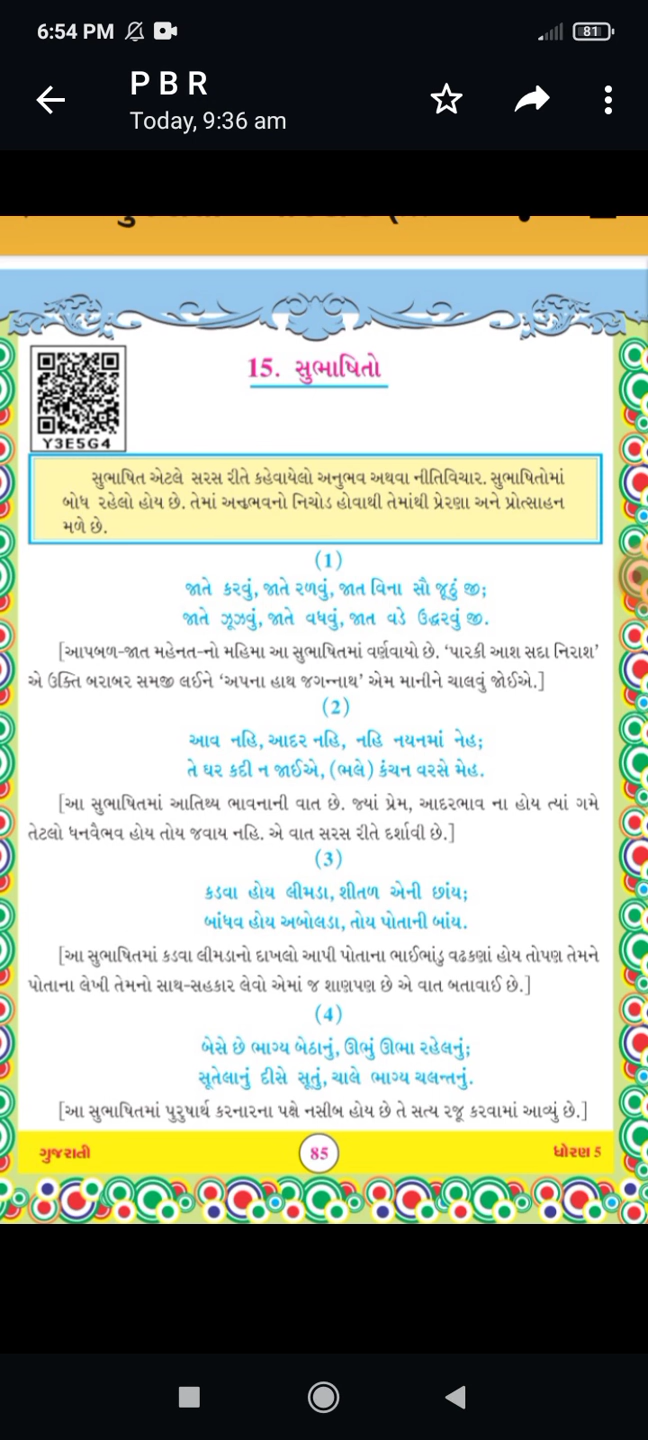 6:54 PM 81
P B R
Today, 9:36 am
Y3E5G4
15. સુભાષિતો
સુભાષિત એટલે સરસ રીતે કહેવાયેલો અનુભવ અથવા નીતિવિચાર. સુભાષિતોમાં
બોધ રહેલો હોય છે. તેમાં અનુભવનો નિચોડ હોવાથી તેમાંથી પ્રેરણા અને પ્રોત્સાહન
મળે છે.
(1)
જાતે કરવું, જાતે રળવું, જાત વિના સૌ જૂઠું જી;
જાતે ઝૂઝવું, જાતે વધવું, જાત વડે ઉદ્ધરવું જી.
[આપબળ-જાત મહેનત-નો મહિમા આ સુભાષિતમાં વર્ણવાયો છે. ‘પારકી આશ સદા નિરાશ’
એ ઉક્તિ બરાબર સમજી લઈને ‘અપના હાથ જગન્નાથ’ એમ માનીને ચાલવું જોઈએ.]
(2)
આવ નહિ, આદર નહિ, નહિ નયનમાં નેહ;
તે ઘર કદી ન જાઈએ, (ભલે) કંચન વરસે મેહ.
[આ સુભાષિતમાં આતિથ્ય ભાવનાની વાત છે. જ્યાં પ્રેમ, આદરભાવ ના હોય ત્યાં ગમે
તેટલો ધનવૈભવ હોય તોય જવાય નહિ. એ વાત સરસ રીતે દર્શાવી છે.]
(3)
કડવા હોય લીમડા, શીતળ એની છાંય;
બાંધવ હોય અબોલડા, તોય પોતાની બાંય.
[આ સુભાષિતમાં કડવા લીમડાનો દાખલો આપી પોતાના ભાઈભાંડુ વઢકણાં હોય તોપણ તેમને
પોતાના લેખી તેમનો સાથ-સહકાર લેવો એમાં જ શાણપણ છે એ વાત બતાવાઈ છે.]
(4)
બેસે છે ભાગ્ય બેઠાનું, ઊભું ઊભા રહેલનું;
સૂતેલાનું દીસે સૂતું, ચાલે ભાગ્ય ચલન્તનું.
[આ સુભાષિતમાં પુરુષાર્થ કરનારના પક્ષે નસીબ હોય છે તે સત્ય રજૂ કરવામાં આવ્યું છે.]
ગુજરાતી 85 ધોરણ 5